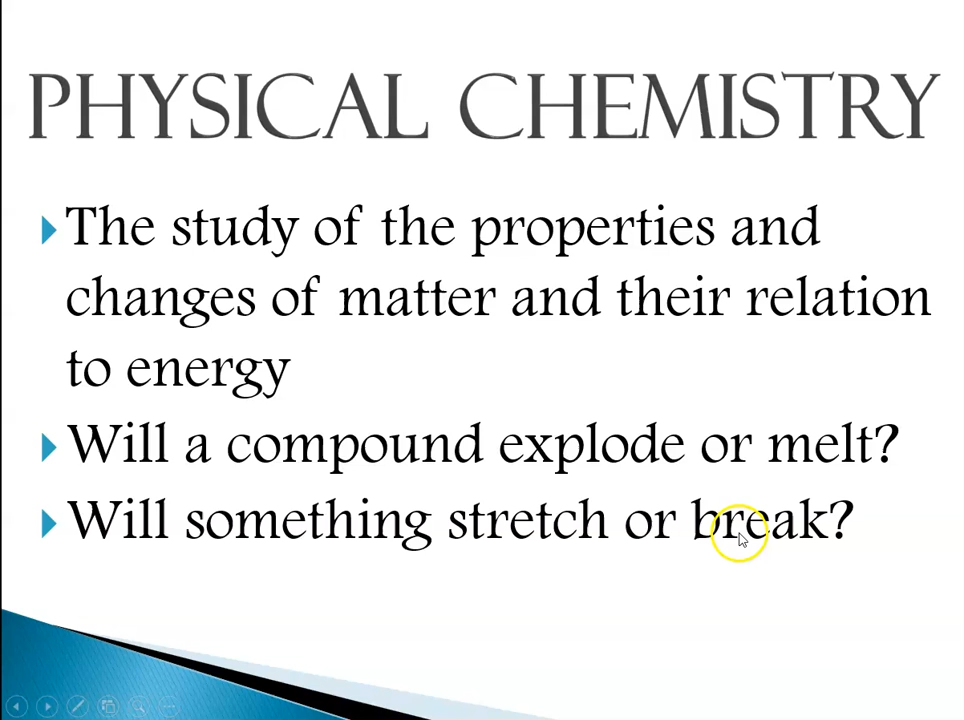 PHYSICAL CHEMISTRY
The study of the properties and
changes of matter and their relation
to energy
Will a compound explode or melt?
Will something stretch or break?